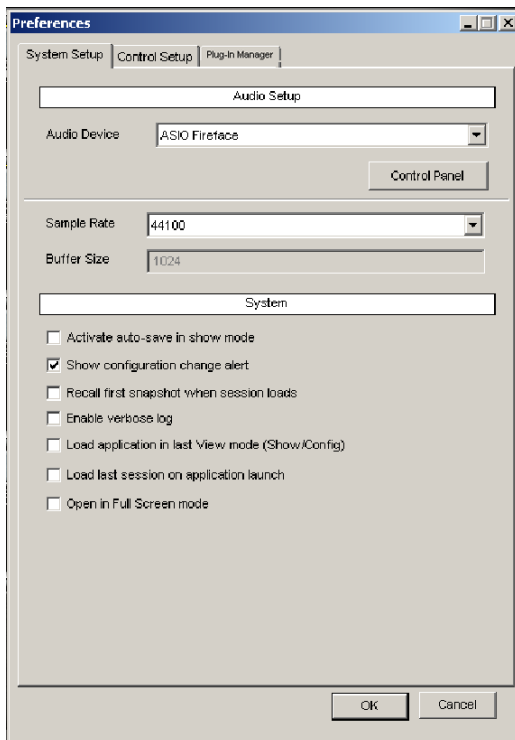 Preferences
System Setup Control Setup Plug-In Manager
Audio Setup
Audio Device ASIO Fireface
Control Panel
Sample Rate 44100
Buffer Size 1024
System
Activate auto-save in show mode
Show configuration change alert
Recall first snapshot when session loads
Enable verbose log
Load application in last View mode (Show/Config)
Load last session on application launch
Open in Full Screen mode
OK Cancel